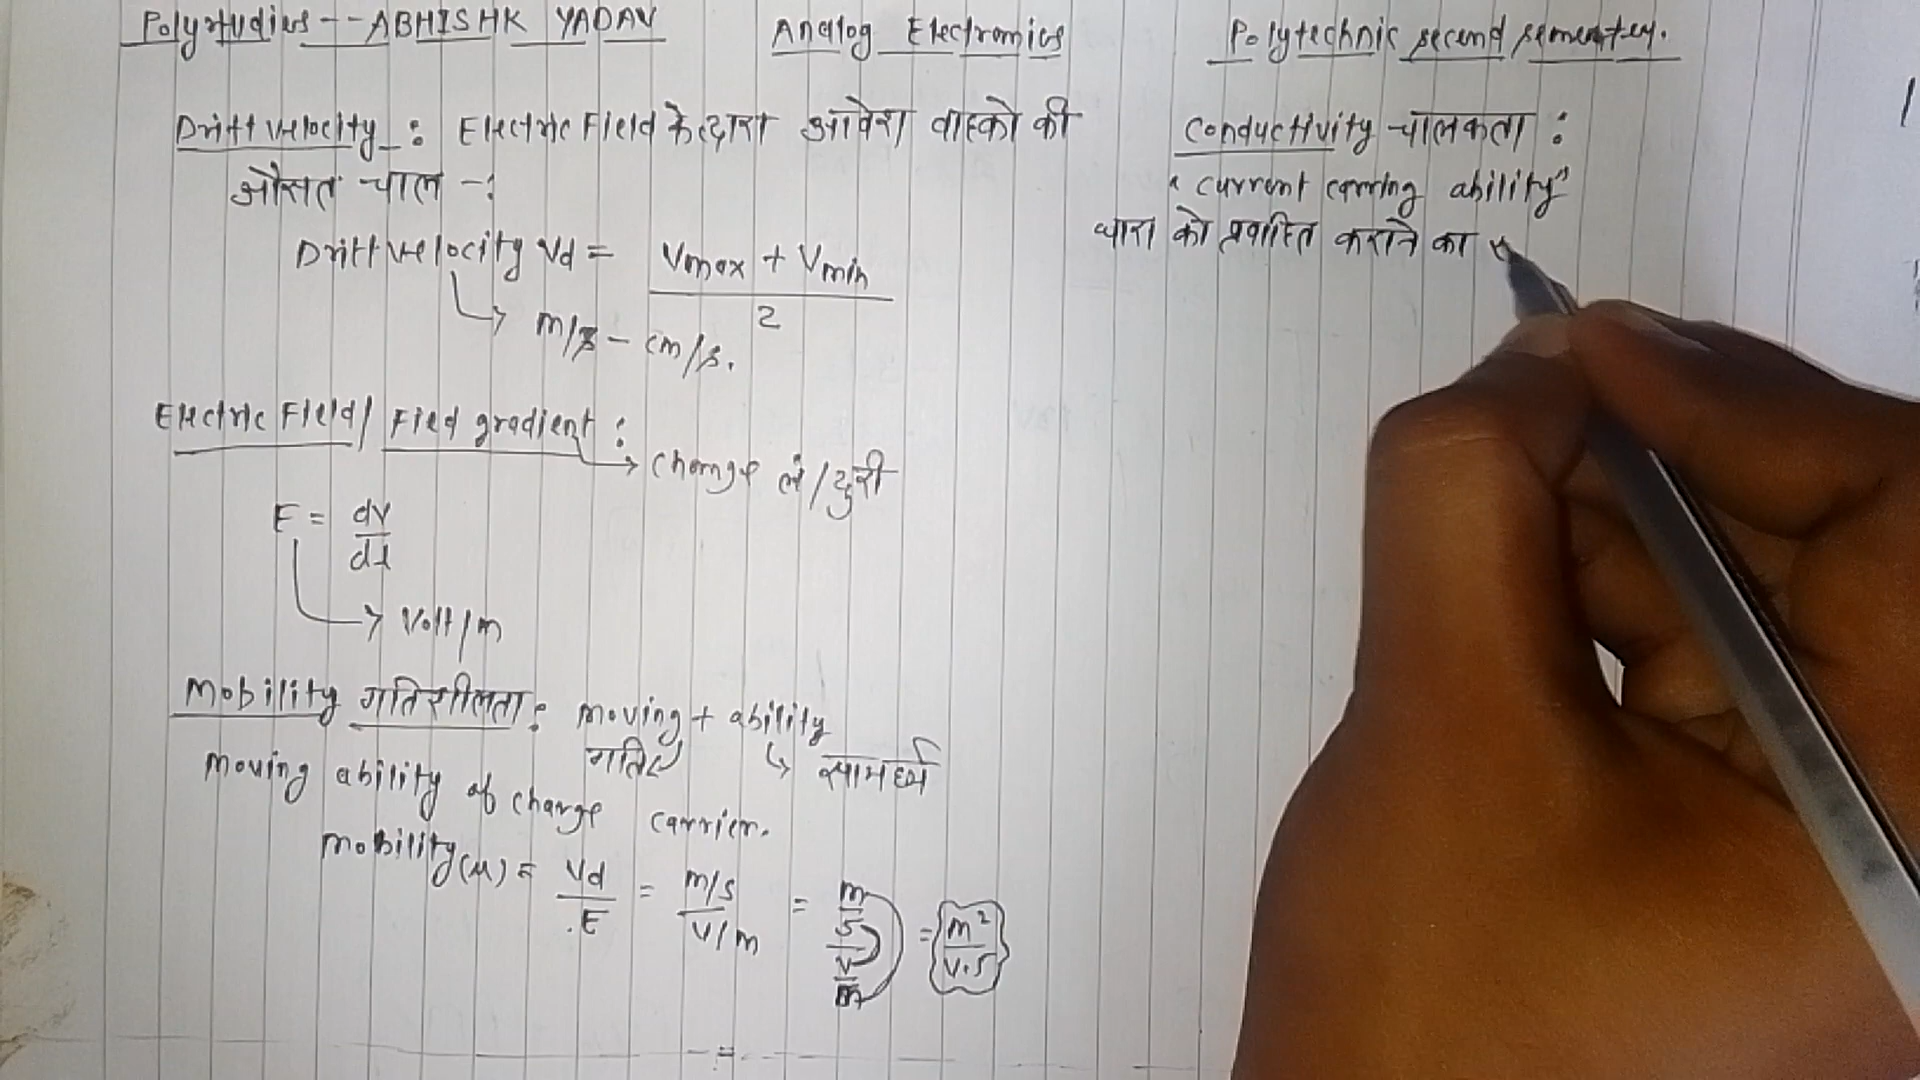 Polystudies -- ABHISHK YADAV
Analog Electronics
Polytechnic second semester.
Drift velocity : Electric Field के द्वारा आवेश वाहको की
औसत चाल -:
Drift velocity Vd = Vmax + Vmin / 2
→ m/s - cm/s.
Electric Field / Fied gradient :
→ change ले / दुरी
E = dv / dx
→ Volt/m
Mobility गतिशीलता : moving + ability
गति → सामर्थ्य
Moving ability of charge carrier.
Mobility (μ) = Vd / E = m/s / V/m = m/s / V/m = m² / V.S
Conductivity चालकता :
"current carring ability"
धारा को प्रवाहित कराने का